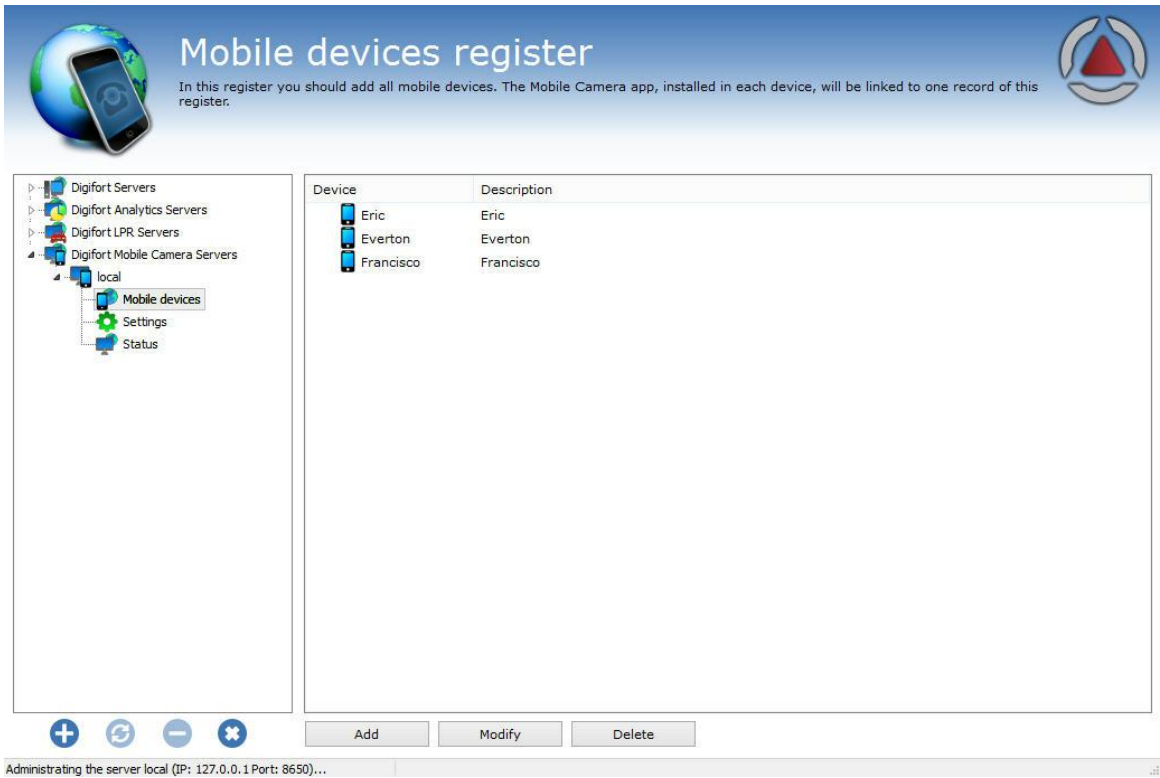 Mobile devices register
In this register you should add all mobile devices. The Mobile Camera app, installed in each device, will be linked to one record of this
register.
Digifort Servers
Digifort Analytics Servers
Digifort LPR Servers
Digifort Mobile Camera Servers
local
Mobile devices
Settings
Status
Device Description
Eric Eric
Everton Everton
Francisco Francisco
Add Modify Delete
Administrating the server local (IP: 127.0.0.1 Port: 8650)...